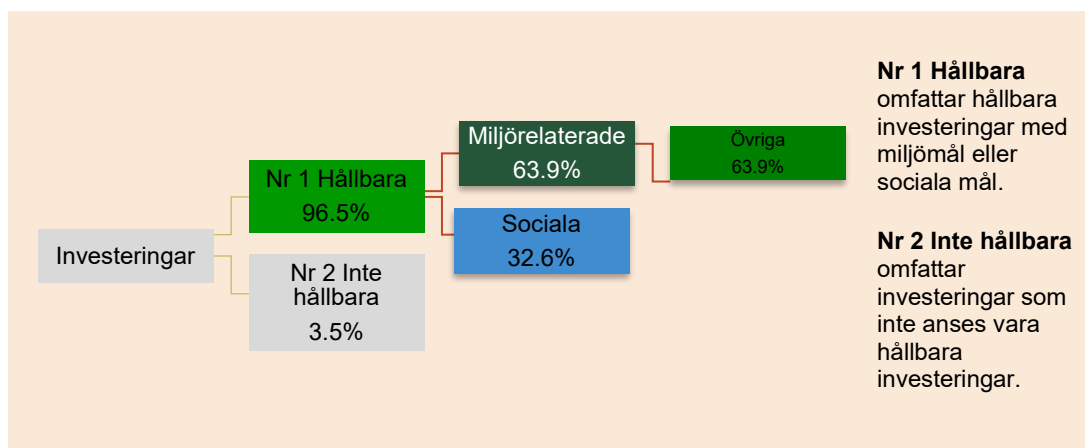 Investeringar
Nr 1 Hållbara
96.5%
Nr 2 Inte
hållbara
3.5%
Miljörelaterade
63.9%
Sociala
32.6%
Övriga
63.9%
Nr 1 Hållbara
omfattar hållbara
investeringar med
miljömål eller
sociala mål.
Nr 2 Inte hållbara
omfattar
investeringar som
inte anses vara
hållbara
investeringar.